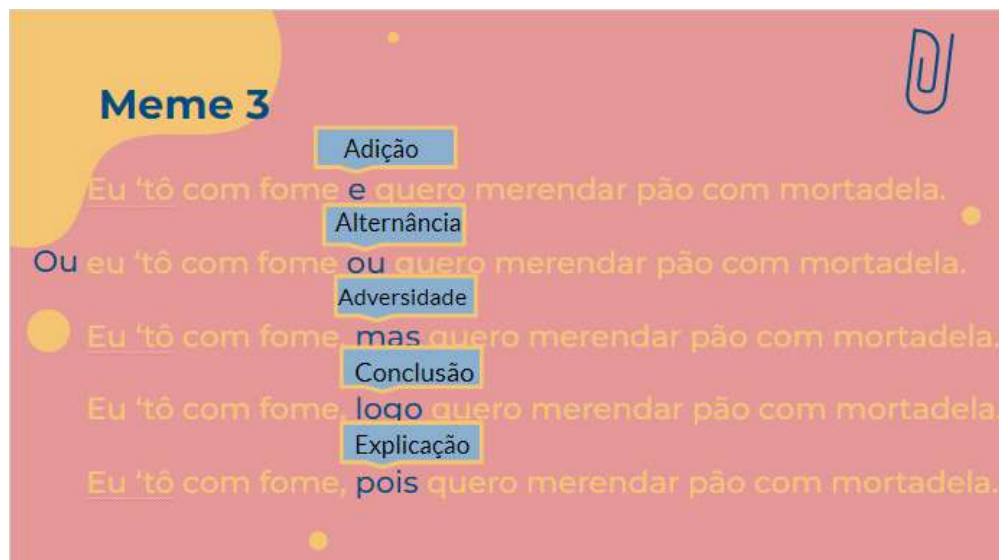 Meme 3
Adição
Eu ‘tô com fome e quero merendar pão com mortadela.
Alternância
Ou eu ‘tô com fome ou quero merendar pão com mortadela.
Adversidade
Eu ‘tô com fome, mas quero merendar pão com mortadela.
Conclusão
Eu ‘tô com fome, logo quero merendar pão com mortadela
Explicação
Eu ‘tô com fome, pois quero merendar pão com mortadela.